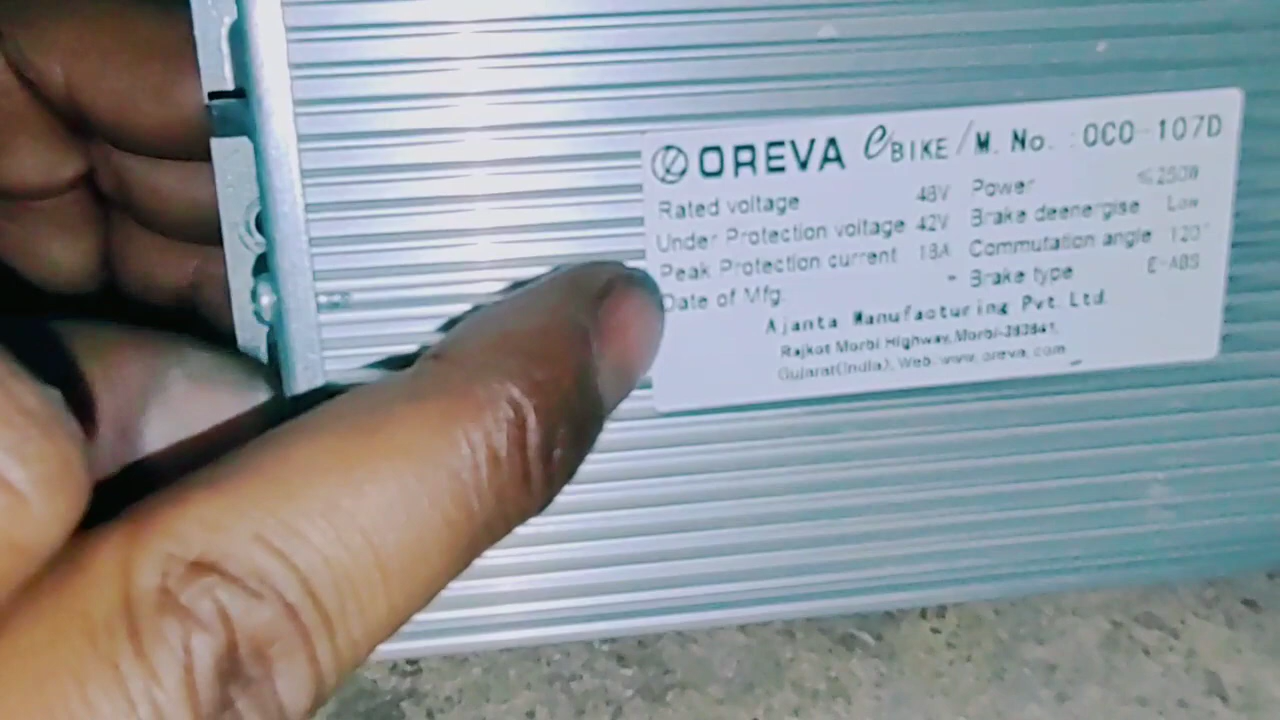 OREVA eBIKE/M. No. : OCO-107D
Rated voltage 48V Power ≤250W
Under Protection voltage 42V Brake deenergise Low
Peak Protection current 18A Commutation angle 120°
Date of Mfg. - Brake type E-ABS
Ajanta Manufacturing Pvt. Ltd.
Rajkot Morbi Highway, Morbi-363641,
Gujarat(India), Web: www.oreva.com